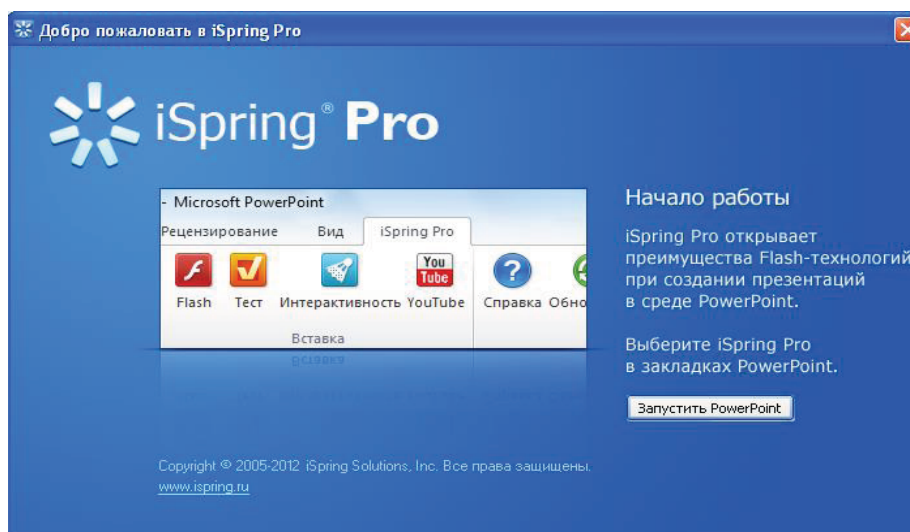 Добро пожаловать в iSpring Pro
iSpring® Pro
- Microsoft PowerPoint
Рецензирование Вид iSpring Pro
You
Tube
Flash Тест Интерактивность YouTube Справка Обно
Вставка
Начало работы
iSpring Pro открывает
преимущества Flash-технологий
при создании презентаций
в среде PowerPoint.
Выберите iSpring Pro
в закладках PowerPoint.
Запустить PowerPoint
Copyright © 2005-2012 iSpring Solutions, Inc. Все права защищены.
www.ispring.ru